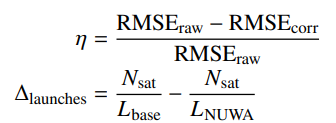 η = (RMSE_raw − RMSE_corr) / RMSE_raw
Δ_launches = N_sat / L_base − N_sat / L_NUWA